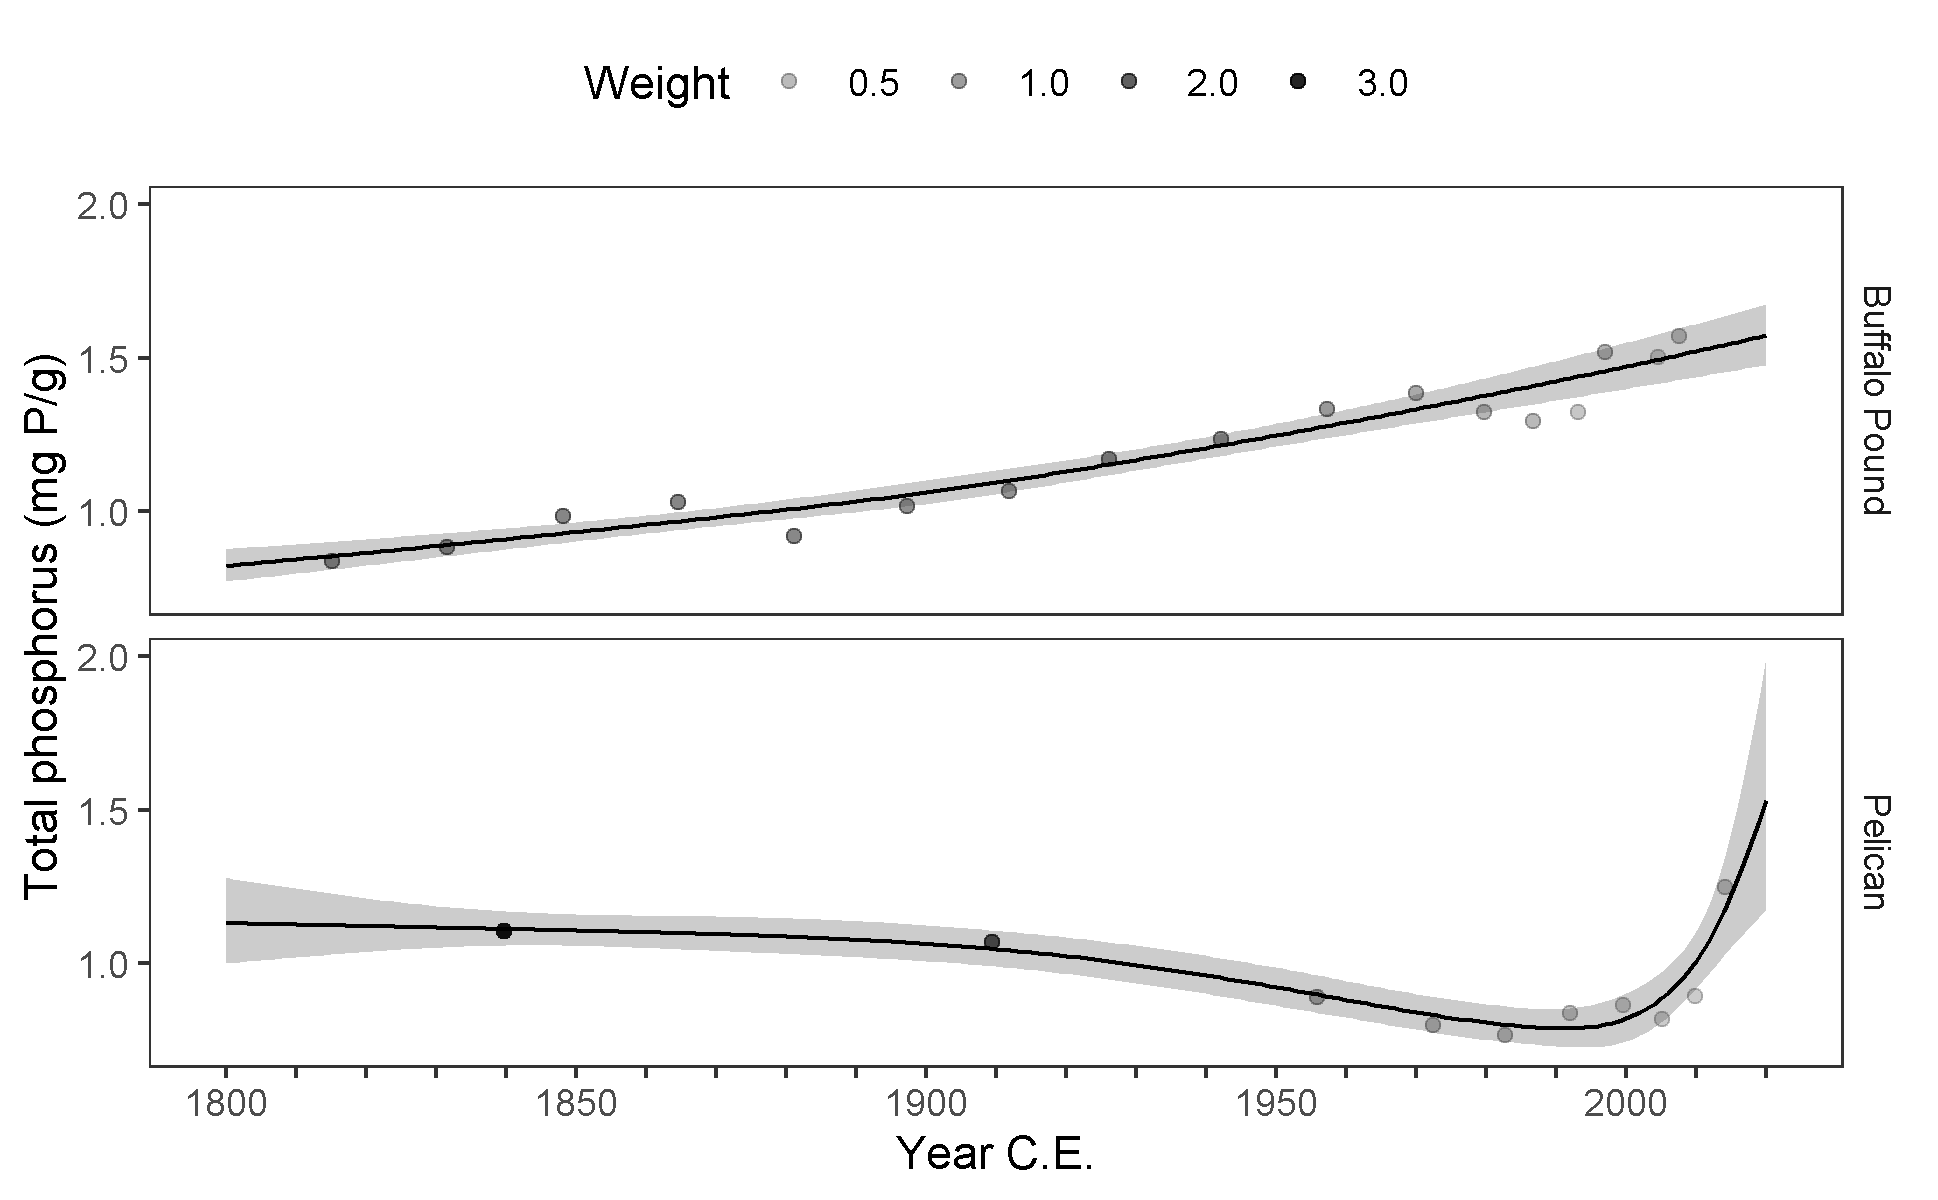 Weight 0.5 1.0 2.0 3.0
2.0
1.5
1.0
Buffalo Pound
Total phosphorus (mg P/g)
2.0
1.5
1.0
Pelican
1800 1850 1900 1950 2000
Year C.E.